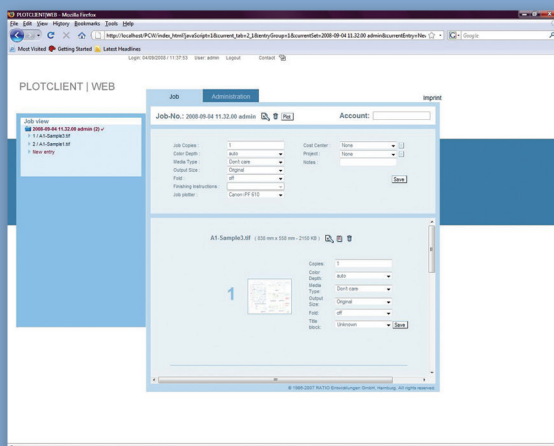 PLOTCLIENT|WEB - Mozilla Firefox
File Edit View History Bookmarks Tools Help
http://localhost/PCW/index_html?javaScript=1&current_tab=2_1&entryGroup=1&currentSet=2008-09-04 11.32.00 admin&currentEntry=Nev
Google
Most Visited Getting Started Latest Headlines
Login: 04/09/2008 / 11:37:53 User: admin Logout Contact
PLOTCLIENT | WEB
Job Administration imprint
Job view
2008-09-04 11.32.00 admin (2)
1 / A1-Sample3.tif
2 / A1-Sample1.tif
New entry
Job-No.: 2008-09-04 11.32.00 admin Plot Account:
Job Copies : 1 Cost Center : None
Color Depth : auto Project : None
Media Type : Don't care Notes :
Output Size : Original
Fold : off Save
Finishing Instructions :
Job plotter : Canon iPF 610
A1-Sample3.tif
1
Copies: 1
Color Depth: auto
Media Type: Don't care
Output Size: Original
Fold: off
Title block: Unknown Save
© 1999-2007 RATIO Entwicklungen GmbH, Hamburg. All rights reserved.